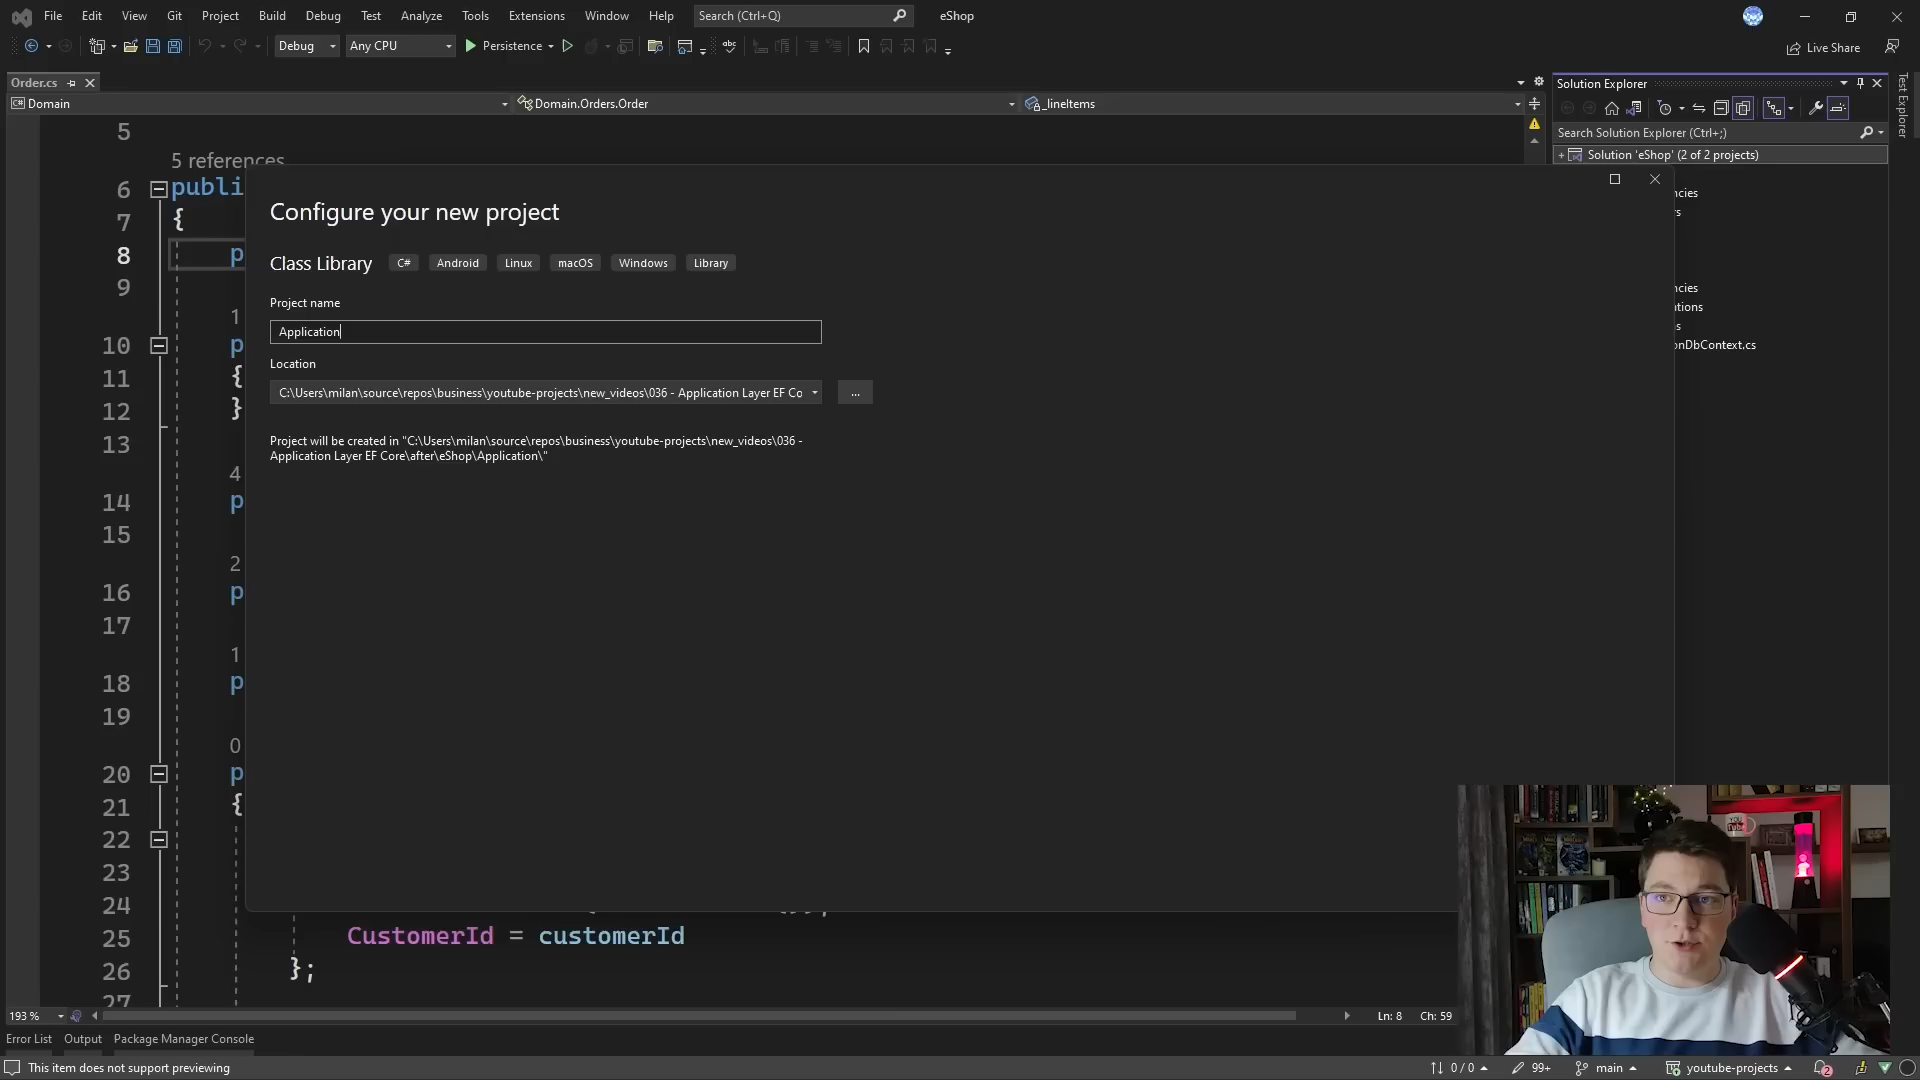 File Edit View Git Project Build Debug Test Analyze Tools Extensions Window Help Search (Ctrl+Q) eShop
Debug Any CPU Persistence Live Share
Order.cs
Domain Domain.Orders.Order _lineItems
Solution Explorer
Search Solution Explorer (Ctrl+;)
Solution 'eShop' (2 of 2 projects)
ncies
rs
ncies
tions
s
onDbContext.cs
Test Explorer
5
5 references
6 publi
7 {
8 p
9
1
10 p
11 {
12 }
13
4
14 p
15
2
16 p
17
1
18 p
19
0
20 p
21 {
22
23
24
25 CustomerId = customerId
26 };
27
Configure your new project
Class Library C# Android Linux macOS Windows Library
Project name
Application
Location
C:\Users\milan\source\repos\business\youtube-projects\new_videos\036 - Application Layer EF Co
...
Project will be created in "C:\Users\milan\source\repos\business\youtube-projects\new_videos\036 -
Application Layer EF Core\after\eShop\Application\"
193 % Ln: 8 Ch: 59
Error List Output Package Manager Console
This item does not support previewing 0 / 0 99+ main youtube-projects 2